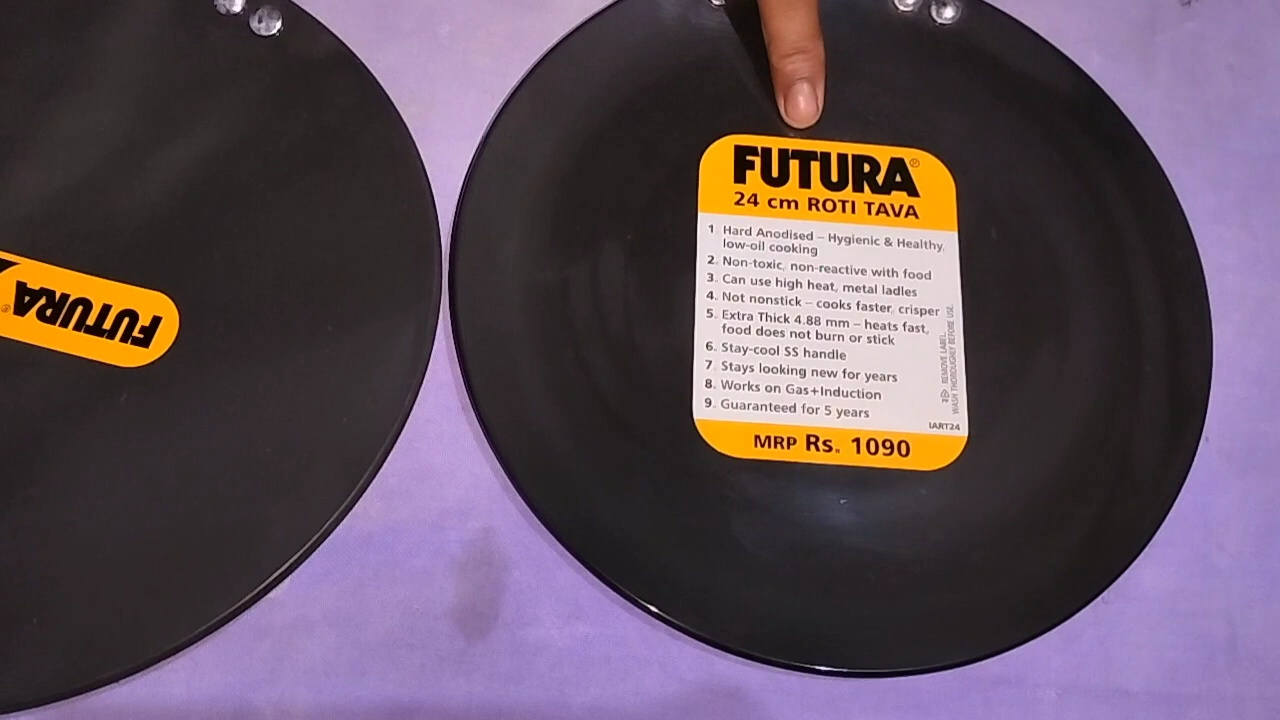 FUTURA®
24 cm ROTI TAVA
1 Hard Anodised – Hygienic & Healthy,
low-oil cooking
2. Non-toxic, non-reactive with food
3. Can use high heat, metal ladles
4. Not nonstick – cooks faster, crisper
5. Extra Thick 4.88 mm – heats fast,
food does not burn or stick
6. Stay-cool SS handle
7. Stays looking new for years
8. Works on Gas+Induction
9. Guaranteed for 5 years
REMOVE LABEL.
WASH THOROUGHLY BEFORE USE.
IART24
MRP Rs. 1090
FUTURA®